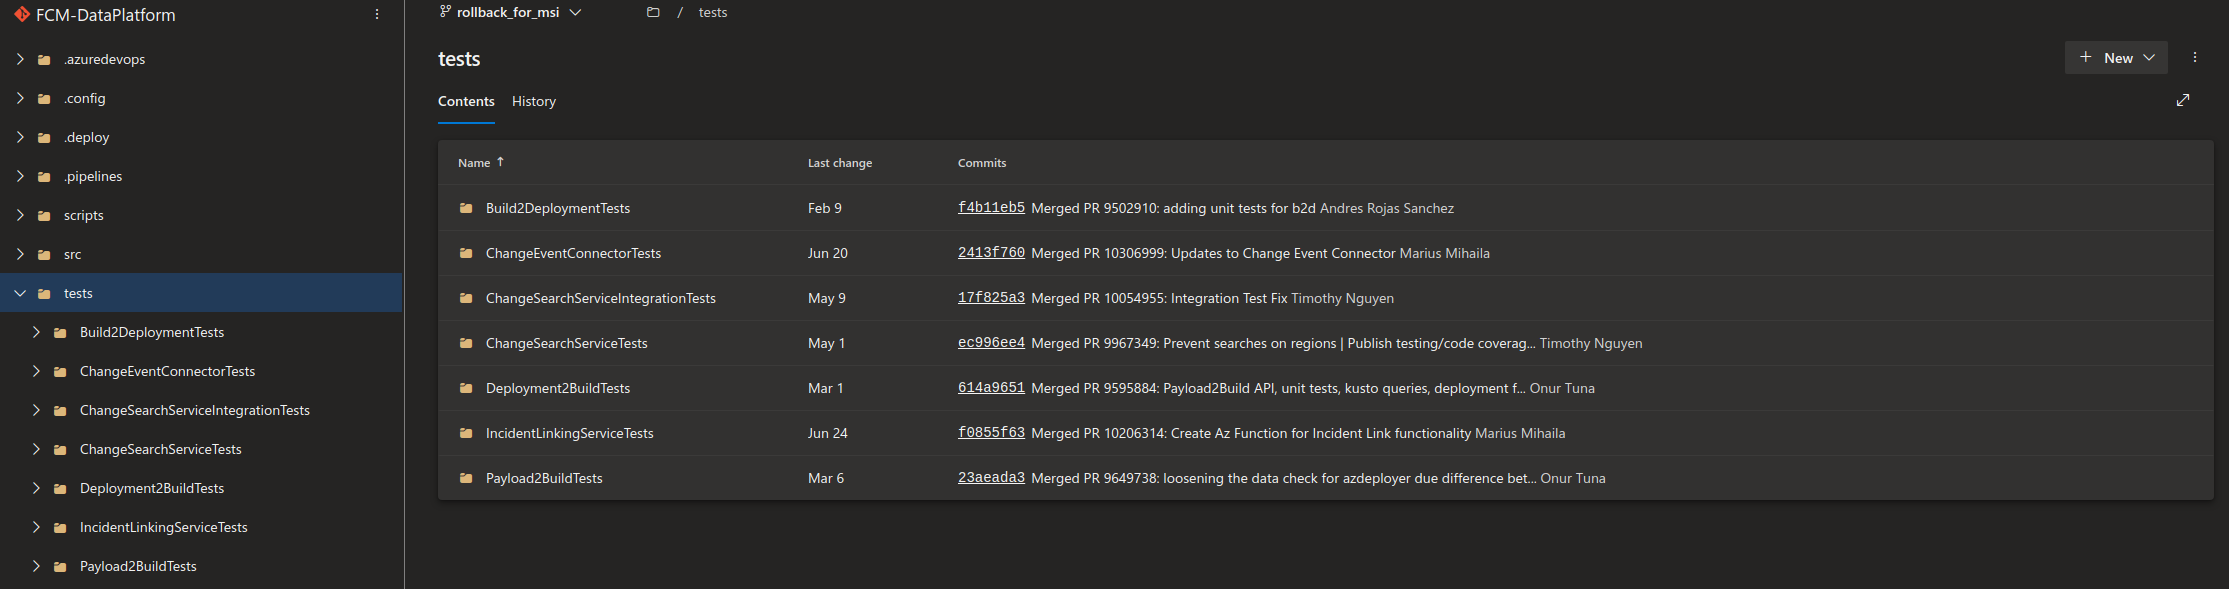 FCM-DataPlatform
.azuredevops
.config
.deploy
.pipelines
scripts
src
tests
Build2DeploymentTests
ChangeEventConnectorTests
ChangeSearchServiceIntegrationTests
ChangeSearchServiceTests
Deployment2BuildTests
IncidentLinkingServiceTests
Payload2BuildTests
rollback_for_msi / tests
tests
New
Contents History
Name ↑ Last change Commits
Build2DeploymentTests Feb 9 f4b11eb5 Merged PR 9502910: adding unit tests for b2d Andres Rojas Sanchez
ChangeEventConnectorTests Jun 20 2413f760 Merged PR 10306999: Updates to Change Event Connector Marius Mihaila
ChangeSearchServiceIntegrationTests May 9 17f825a3 Merged PR 10054955: Integration Test Fix Timothy Nguyen
ChangeSearchServiceTests May 1 ec996ee4 Merged PR 9967349: Prevent searches on regions | Publish testing/code coverag... Timothy Nguyen
Deployment2BuildTests Mar 1 614a9651 Merged PR 9595884: Payload2Build API, unit tests, kusto queries, deployment f... Onur Tuna
IncidentLinkingServiceTests Jun 24 f0855f63 Merged PR 10206314: Create Az Function for Incident Link functionality Marius Mihaila
Payload2BuildTests Mar 6 23aeada3 Merged PR 9649738: loosening the data check for azdeployer due difference bet... Onur Tuna